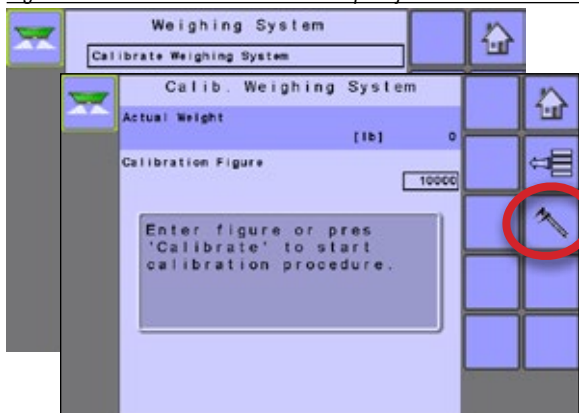 Weighing System
Calibrate Weighing System
Calib. Weighing System
Actual Weight
[lb] 0
Calibration Figure
10000
Enter figure or pres
'Calibrate' to start
calibration procedure.